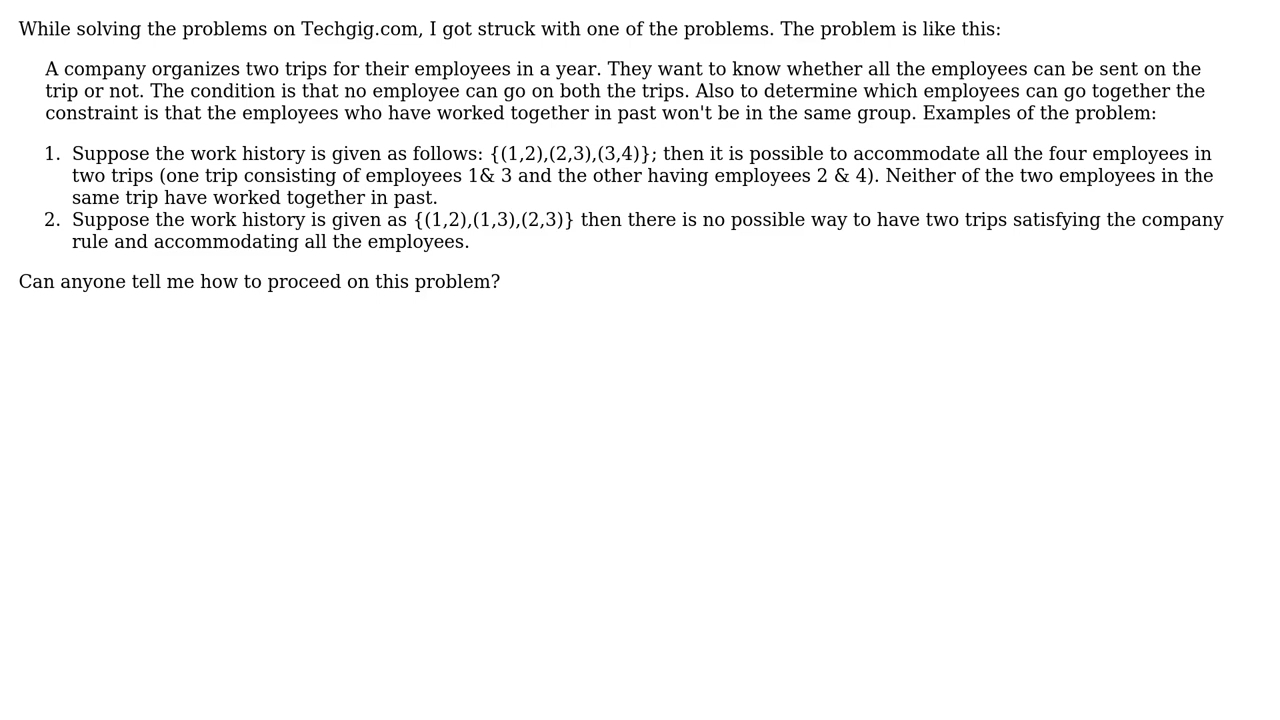 While solving the problems on Techgig.com, I got struck with one of the problems. The problem is like this:
A company organizes two trips for their employees in a year. They want to know whether all the employees can be sent on the
trip or not. The condition is that no employee can go on both the trips. Also to determine which employees can go together the
constraint is that the employees who have worked together in past won't be in the same group. Examples of the problem:
1. Suppose the work history is given as follows: {(1,2),(2,3),(3,4)}; then it is possible to accommodate all the four employees in
two trips (one trip consisting of employees 1& 3 and the other having employees 2 & 4). Neither of the two employees in the
same trip have worked together in past.
2. Suppose the work history is given as {(1,2),(1,3),(2,3)} then there is no possible way to have two trips satisfying the company
rule and accommodating all the employees.
Can anyone tell me how to proceed on this problem?